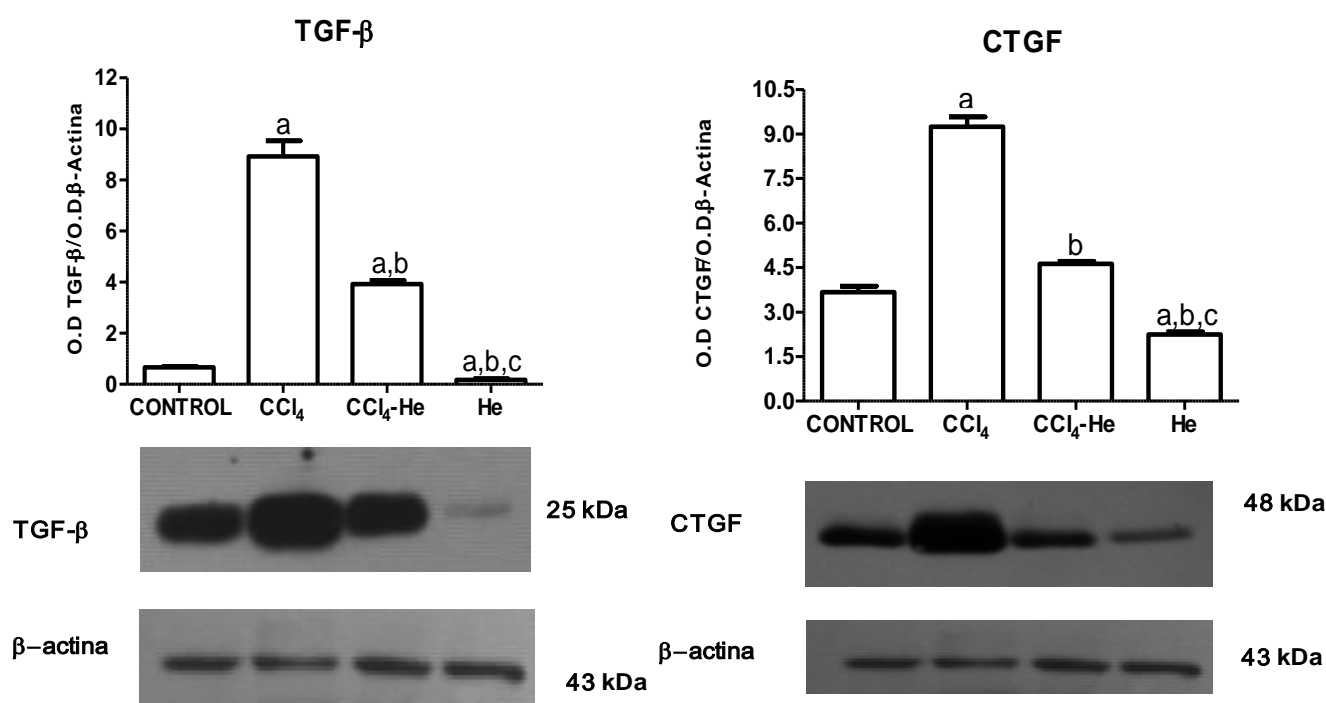 TGF-β
12
10
8
6
4
2
0
O.D TGF-β/O.D.β-Actina
a
a,b
a,b,c
CONTROL CCl₄ CCl₄-He He
TGF-β
25 kDa
β–actina
43 kDa
CTGF
10.5
9.0
7.5
6.0
4.5
3.0
1.5
0.0
O.D CTGF/O.D.β-Actina
a
b
a,b,c
CONTROL CCl₄ CCl₄-He He
CTGF
48 kDa
β–actina
43 kDa